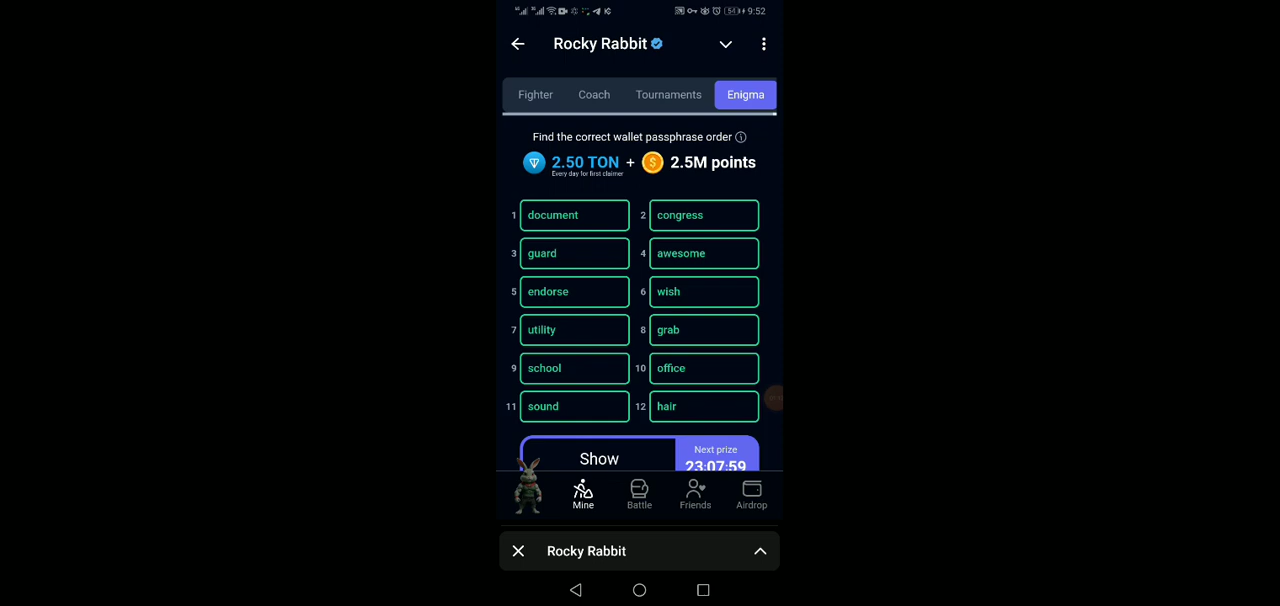 54 9:52
Rocky Rabbit
Fighter Coach Tournaments Enigma
Find the correct wallet passphrase order
2.50 TON + 2.5M points
Every day for first claimer
1 document 2 congress
3 guard 4 awesome
5 endorse 6 wish
7 utility 8 grab
9 school 10 office
11 sound 12 hair
Show Next prize
23:07:59
Mine Battle Friends Airdrop
Rocky Rabbit